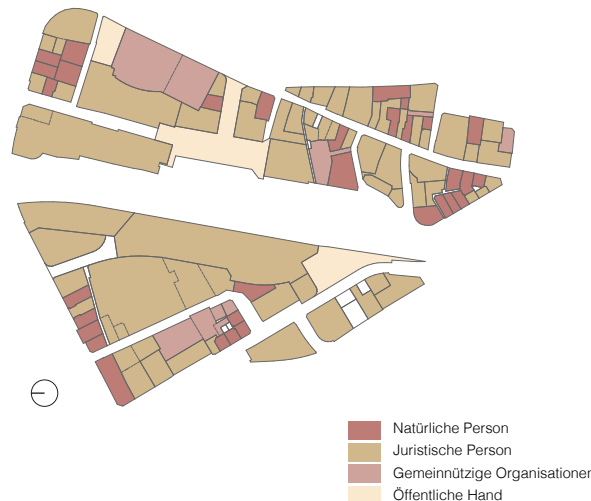 Natürliche Person
Juristische Person
Gemeinnützige Organisationen
Öffentliche Hand